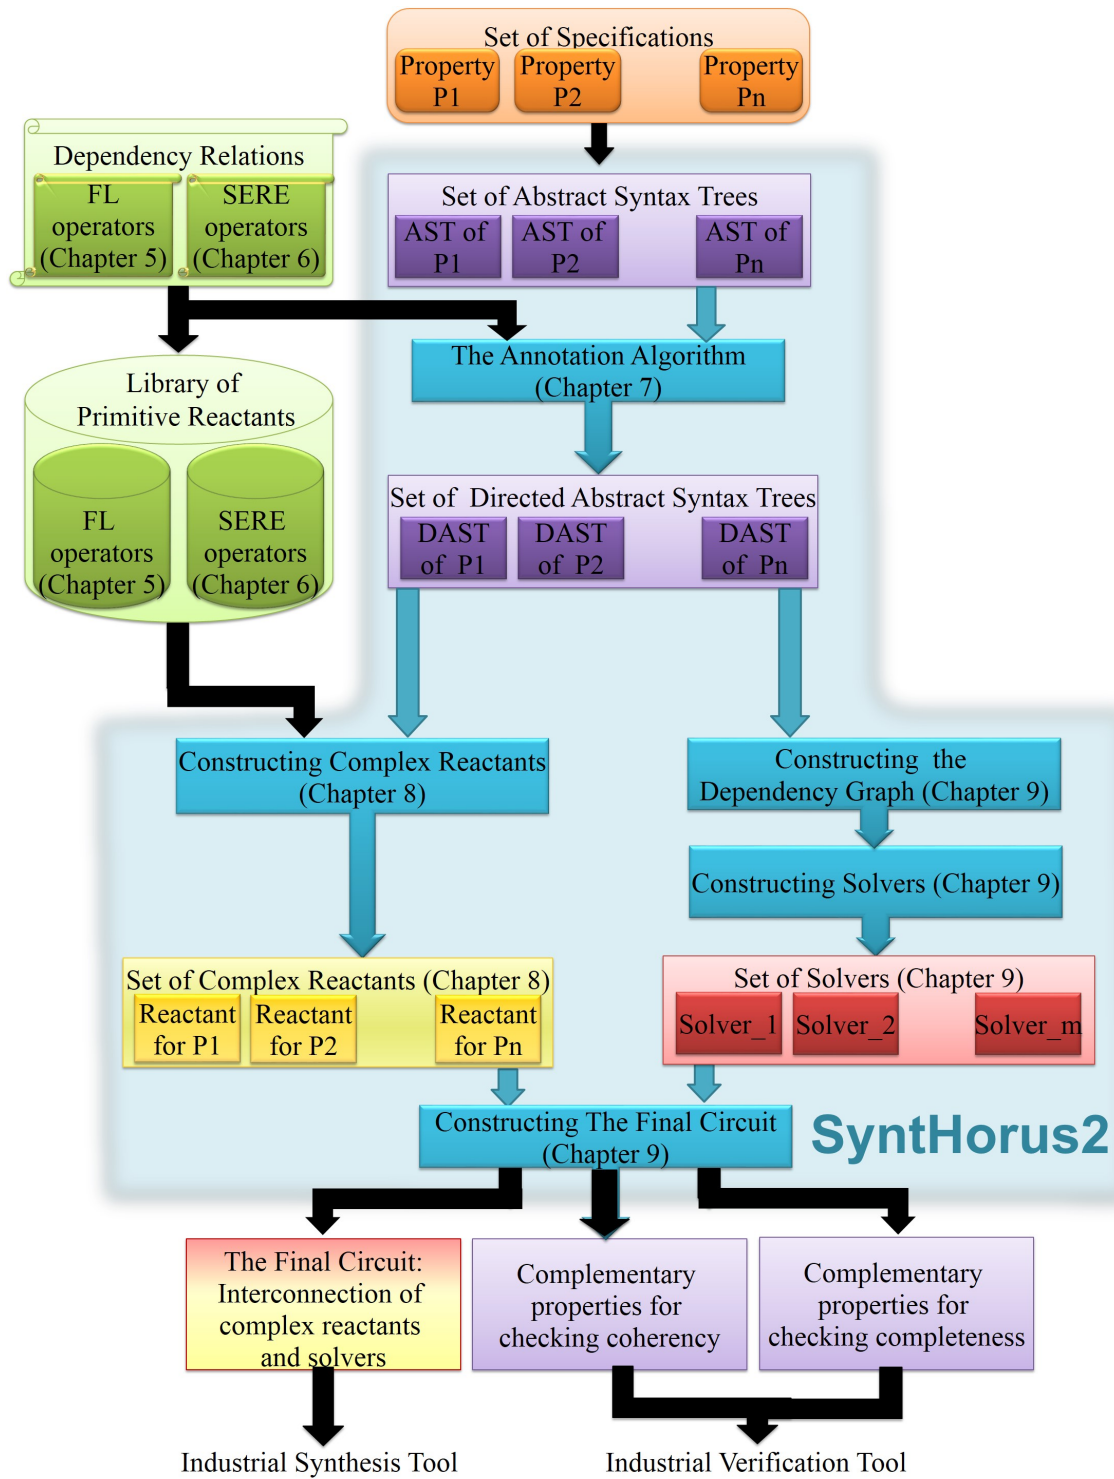 Set of Specifications
Property
P1
Property
P2
Property
Pn
Dependency Relations
FL
operators
(Chapter 5)
SERE
operators
(Chapter 6)
Set of Abstract Syntax Trees
AST of
P1
AST of
P2
AST of
Pn
The Annotation Algorithm
(Chapter 7)
Library of
Primitive Reactants
FL
operators
(Chapter 5)
SERE
operators
(Chapter 6)
Set of Directed Abstract Syntax Trees
DAST
of P1
DAST
of P2
DAST
of Pn
Constructing Complex Reactants
(Chapter 8)
Constructing the
Dependency Graph (Chapter 9)
Constructing Solvers (Chapter 9)
Set of Complex Reactants (Chapter 8)
Reactant
for P1
Reactant
for P2
Reactant
for Pn
Set of Solvers (Chapter 9)
Solver_1
Solver_2
Solver_m
Constructing The Final Circuit
(Chapter 9)
SyntHorus2
The Final Circuit:
Interconnection of
complex reactants
and solvers
Complementary
properties for
checking coherency
Complementary
properties for
checking completeness
Industrial Synthesis Tool
Industrial Verification Tool